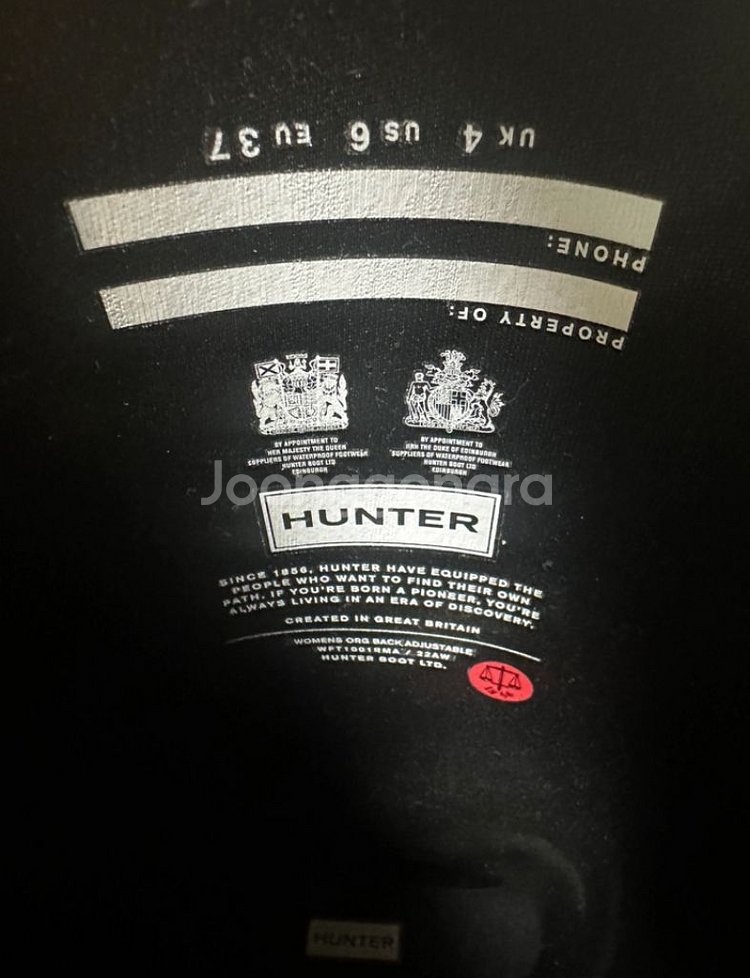 UK 4 US 6 EU 37
PHONE:
PROPERTY OF:
BY APPOINTMENT TO
HER MAJESTY THE QUEEN
SUPPLIERS OF WATERPROOF FOOTWEAR
HUNTER BOOT LTD
EDINBURGH
BY APPOINTMENT TO
HRH THE DUKE OF EDINBURGH
SUPPLIERS OF WATERPROOF FOOTWEAR
HUNTER BOOT LTD
EDINBURGH
Joonggonara
HUNTER
SINCE 1856, HUNTER HAVE EQUIPPED THE
PEOPLE WHO WANT TO FIND THEIR OWN
PATH. IF YOU'RE BORN A PIONEER, YOU'RE
ALWAYS LIVING IN AN ERA OF DISCOVERY.
CREATED IN GREAT BRITAIN
WOMENS ORG BACK ADJUSTABLE
WFT1001RMA / 22AW
HUNTER BOOT LTD.
HUNTER